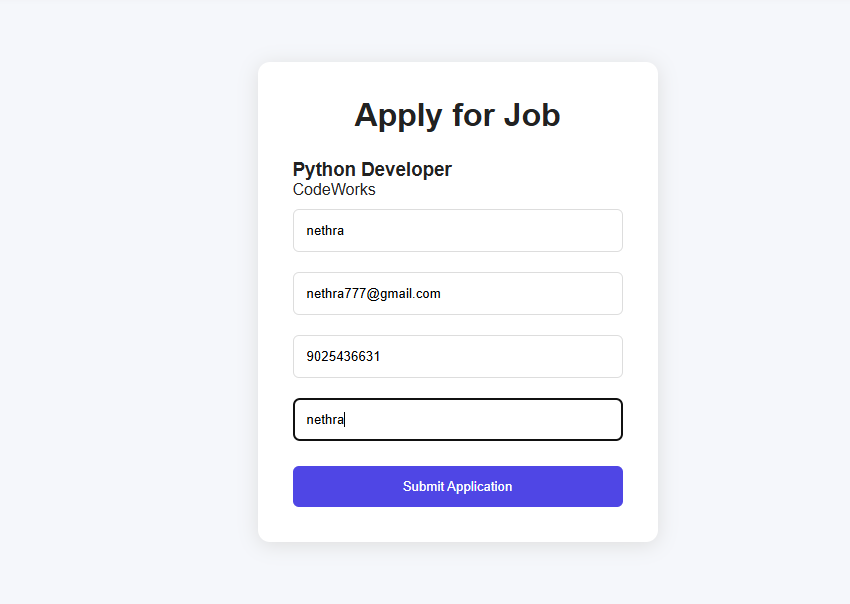 Apply for Job
Python Developer
CodeWorks
nethra
nethra777@gmail.com
9025436631
nethra
Submit Application